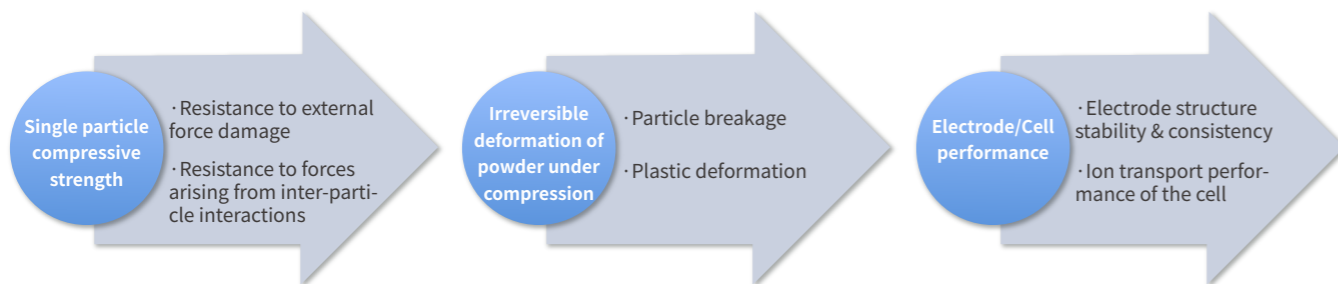 Single particle
compressive
strength
·Resistance to external
force damage
·Resistance to forces
arising from inter-parti-
cle interactions
Irreversible
deformation of
powder under
compression
·Particle breakage
·Plastic deformation
Electrode/Cell
performance
·Electrode structure
stability & consistency
·Ion transport perfor-
mance of the cell